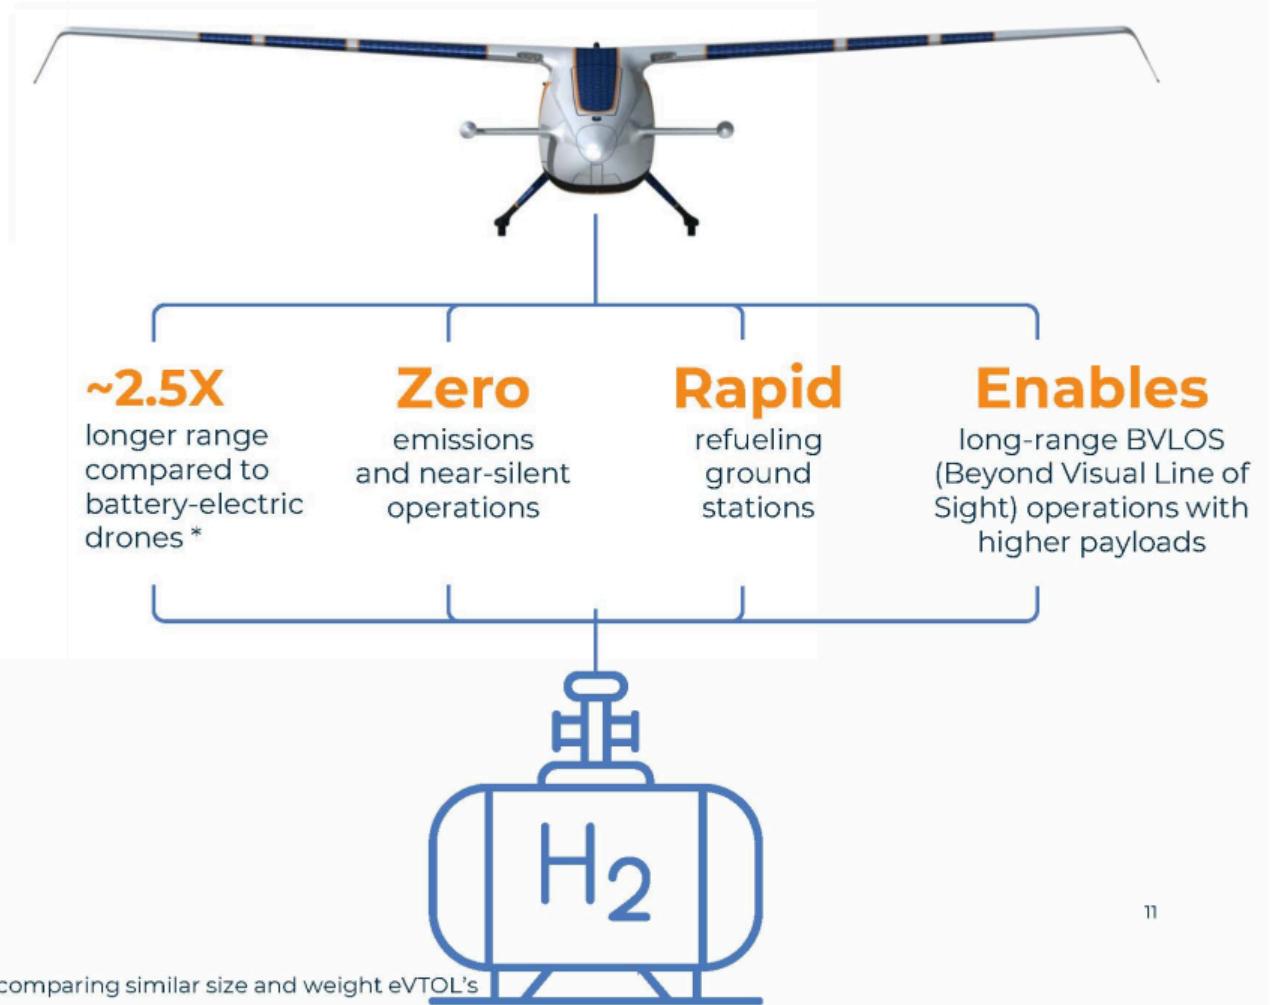 ~2.5X
longer range
compared to
battery-electric
drones *
Zero
emissions
and near-silent
operations
Rapid
refueling
ground
stations
Enables
long-range BVLOS
(Beyond Visual Line of
Sight) operations with
higher payloads
H2
11
comparing similar size and weight eVTOL's